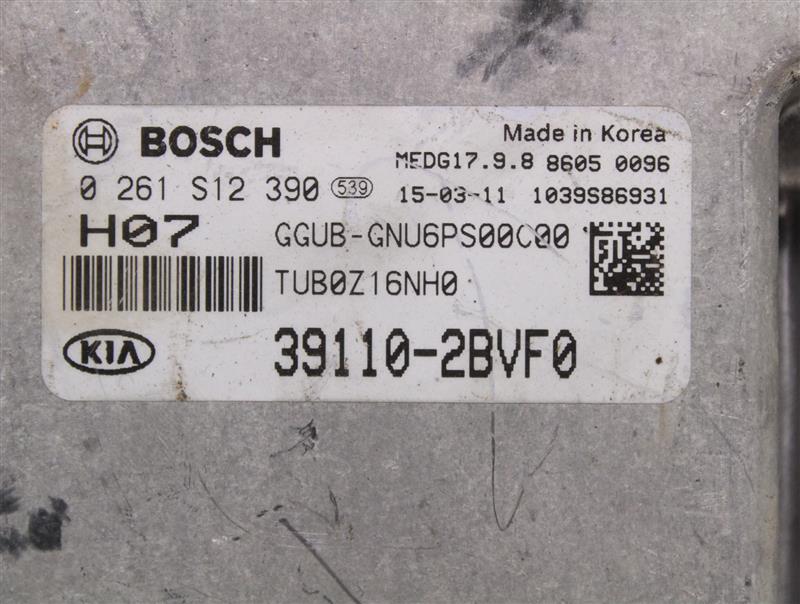 BOSCH
Made in Korea
MEDG17.9.8 8605 0096
0 261 S12 390 539
15-03-11 1039S86931
H07
GGUB-GNU6PS00C00
TUB0Z16NH0
KIA
39110-2BVF0